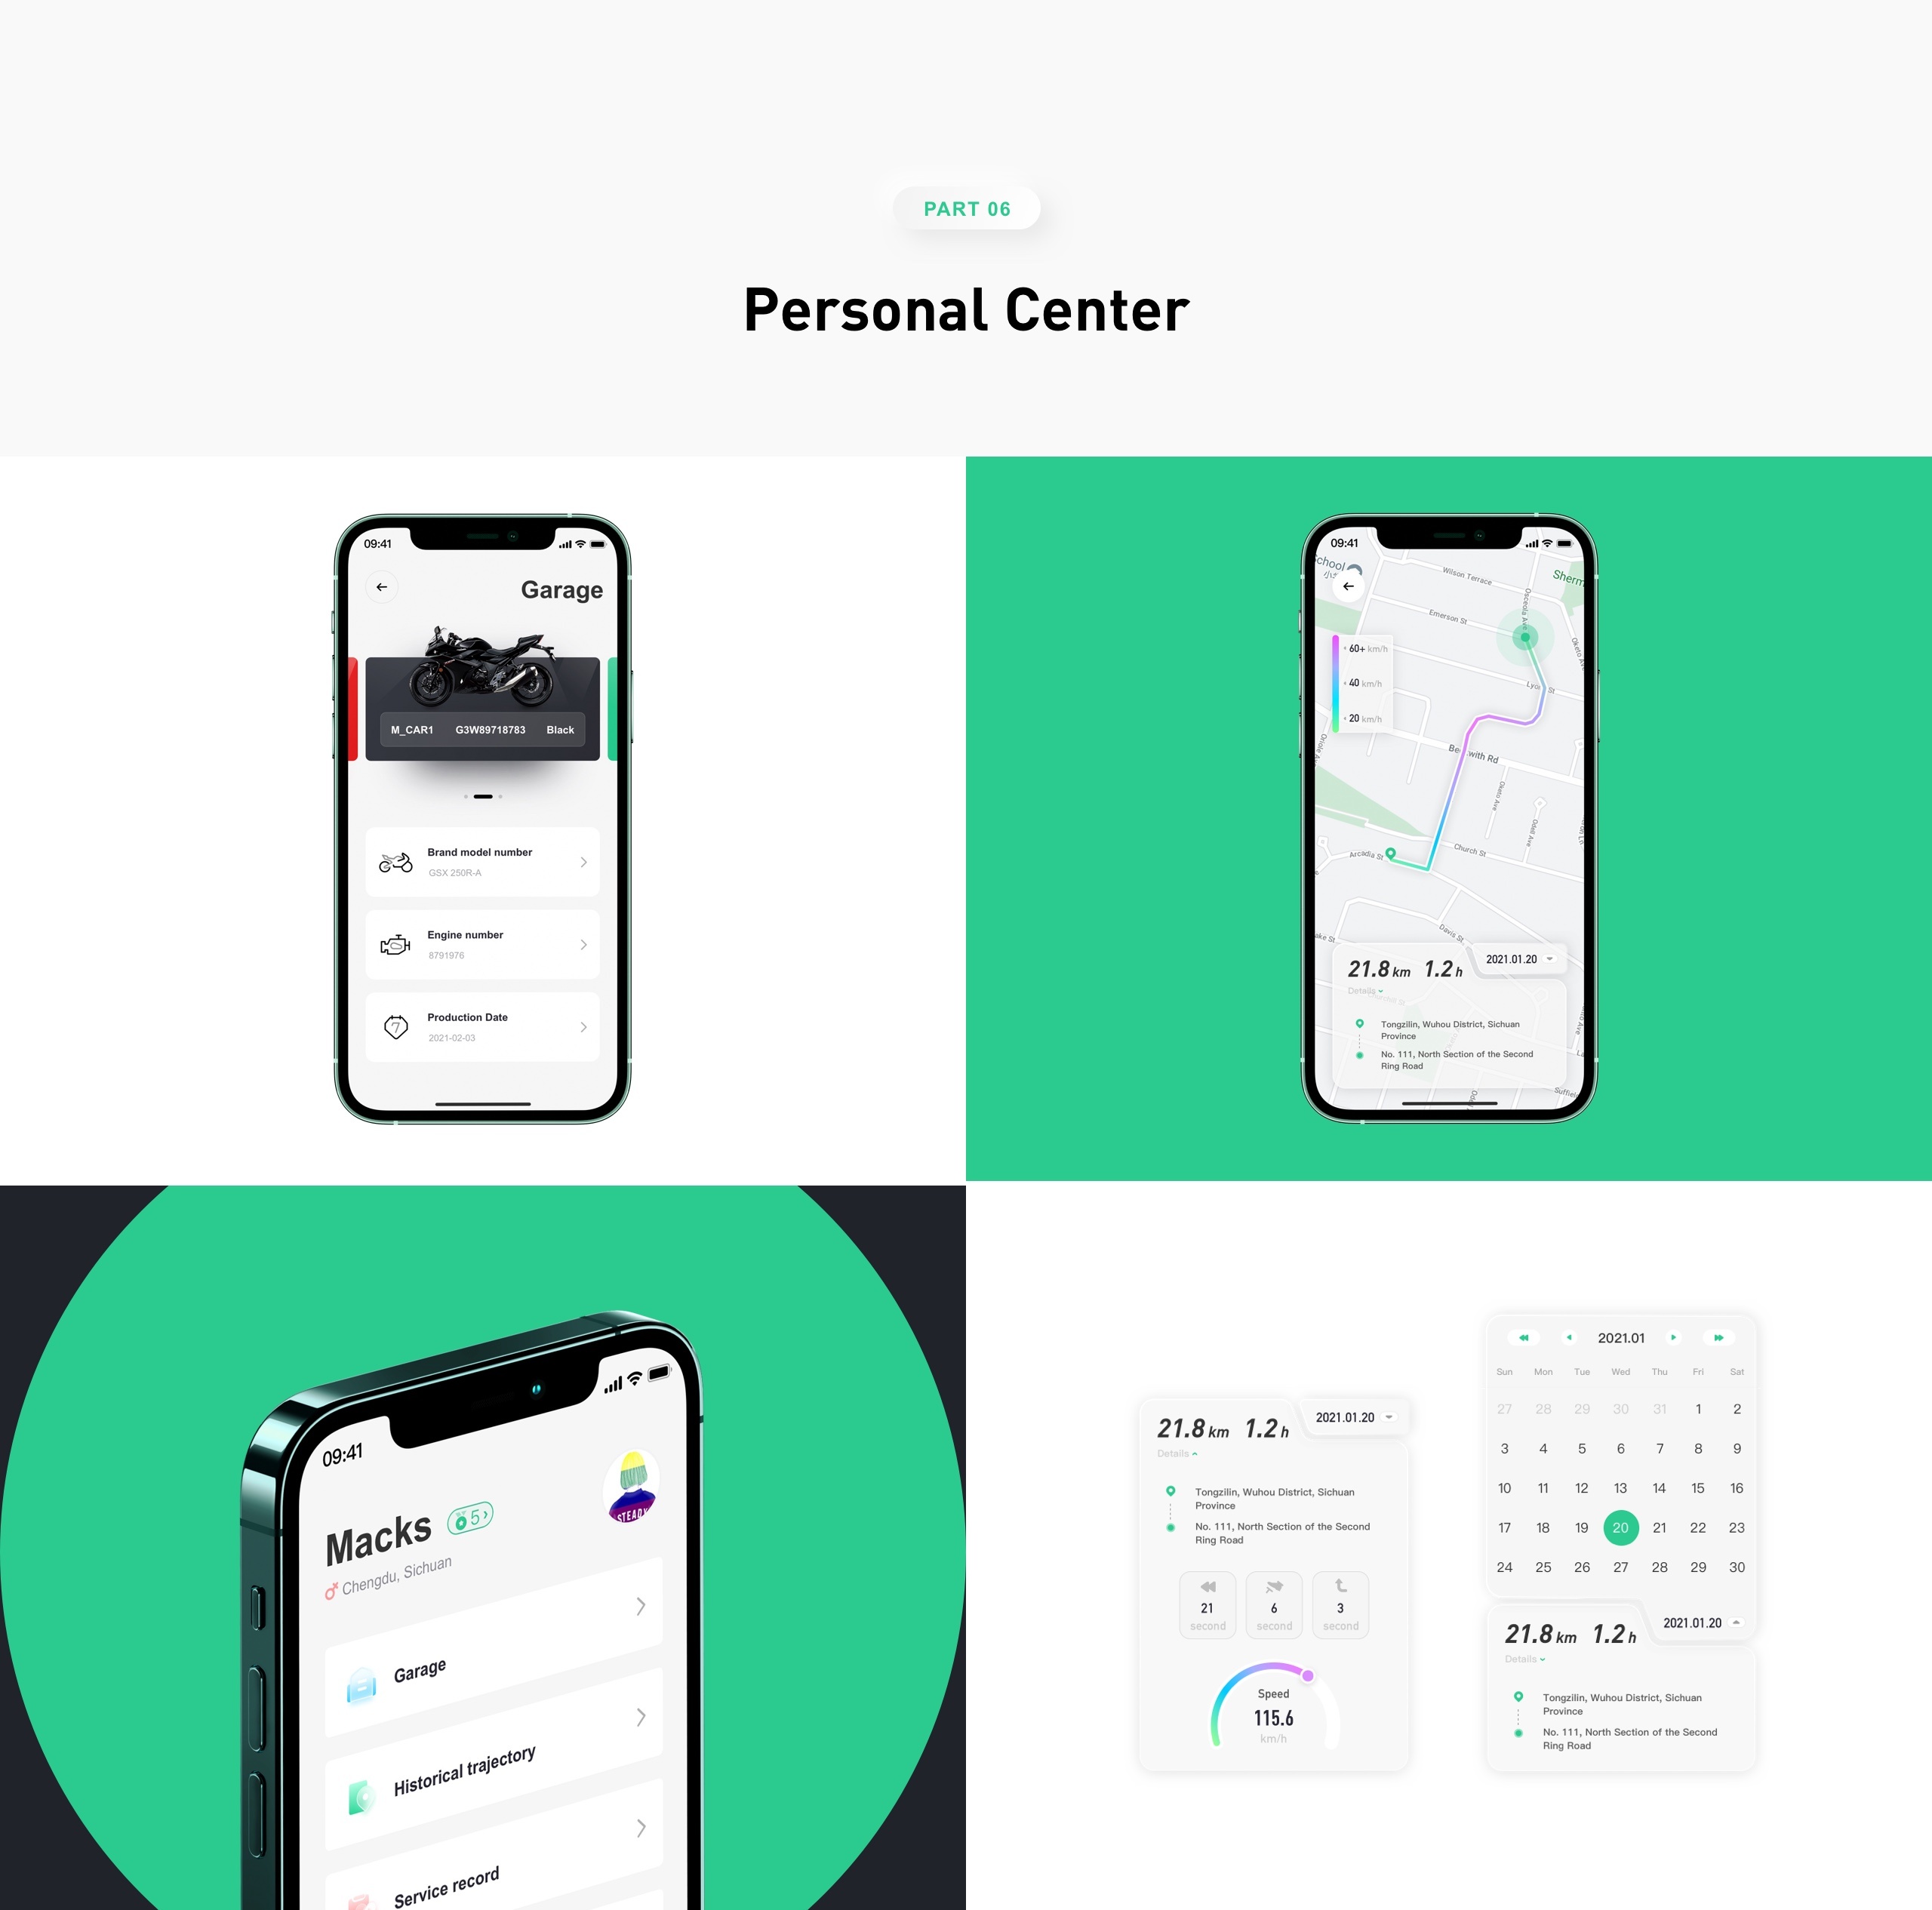 PART 06
Personal Center
09:41
Garage
M_CAR1 G3W89718783 Black
Brand model number
GSX 250R-A
Engine number
8791976
7
Production Date
2021-02-03
09:41
Wilson Terrace
Emerson St
60+ km/h
40 km/h
20 km/h
Beckwith Rd
Oketo Ave
Odell Ave
Church St
Arcadia St
Davis St
21.8 km 1.2 h
2021.01.20
Details
Tongzilin, Wuhou District, Sichuan
Province
No. 111, North Section of the Second
Ring Road
09:41
STEADY
Macks 5
Chengdu, Sichuan
Garage
Historical trajectory
Service record
21.8 km 1.2 h
2021.01.20
Details
Tongzilin, Wuhou District, Sichuan
Province
No. 111, North Section of the Second
Ring Road
21 6 3
second second second
Speed
115.6
km/h
2021.01
Sun Mon Tue Wed Thu Fri Sat
27 28 29 30 31 1 2
3 4 5 6 7 8 9
10 11 12 13 14 15 16
17 18 19 20 21 22 23
24 25 26 27 28 29 30
2021.01.20
21.8 km 1.2 h
Details
Tongzilin, Wuhou District, Sichuan
Province
No. 111, North Section of the Second
Ring Road